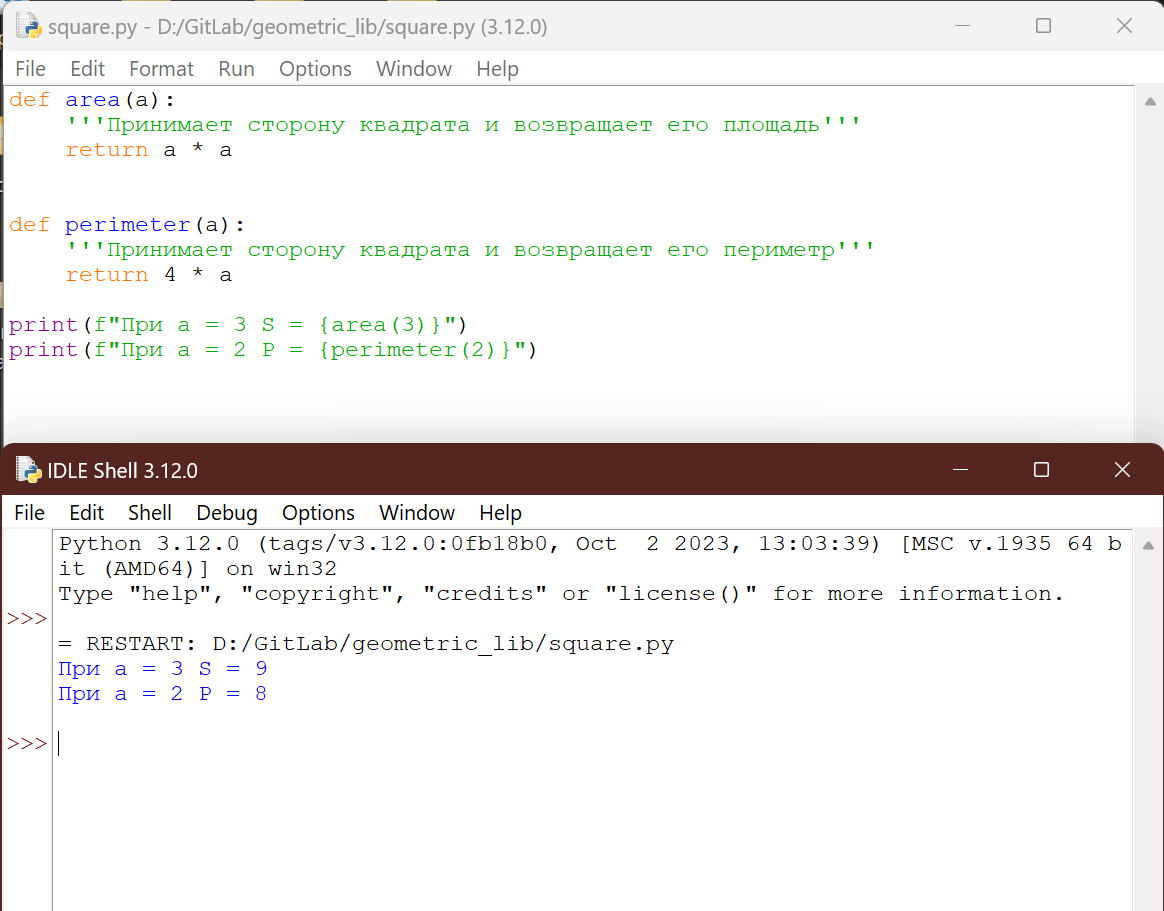 square.py - D:/GitLab/geometric_lib/square.py (3.12.0)
File Edit Format Run Options Window Help
def area(a):
    '''Принимает сторону квадрата и возвращает его площадь'''
    return a * a
def perimeter(a):
    '''Принимает сторону квадрата и возвращает его периметр'''
    return 4 * a
print(f"При a = 3 S = {area(3)}")
print(f"При a = 2 P = {perimeter(2)}")
IDLE Shell 3.12.0
File Edit Shell Debug Options Window Help
Python 3.12.0 (tags/v3.12.0:0fb18b0, Oct  2 2023, 13:03:39) [MSC v.1935 64 b
it (AMD64)] on win32
Type "help", "copyright", "credits" or "license()" for more information.
>>>
= RESTART: D:/GitLab/geometric_lib/square.py
При a = 3 S = 9
При a = 2 P = 8
>>>